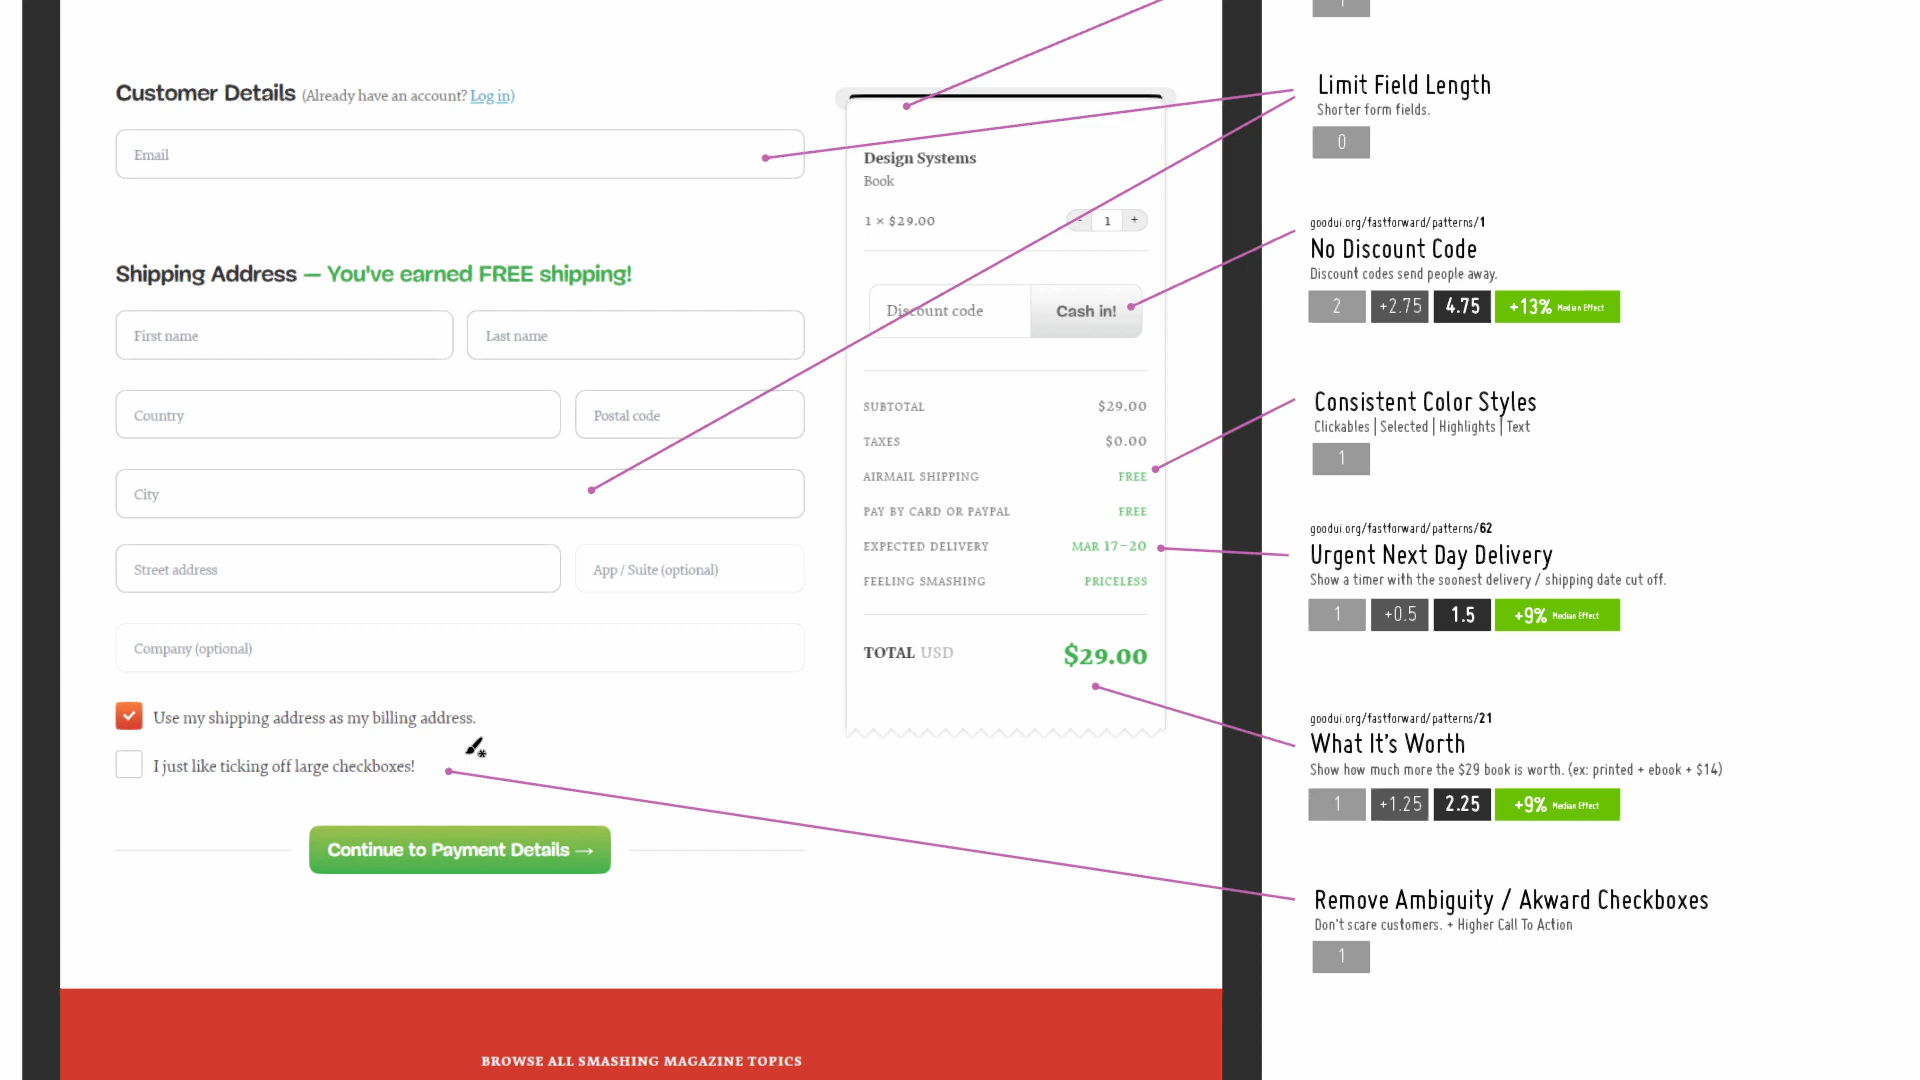 Customer Details (Already have an account? Log in)
Email
Shipping Address — You've earned FREE shipping!
First name
Last name
Country
Postal code
City
Street address
App / Suite (optional)
Company (optional)
Use my shipping address as my billing address.
I just like ticking off large checkboxes!
Continue to Payment Details →
BROWSE ALL SMASHING MAGAZINE TOPICS
Design Systems
Book
1 × $29.00
- 1 +
Discount code
Cash in!
SUBTOTAL $29.00
TAXES $0.00
AIRMAIL SHIPPING FREE
PAY BY CARD OR PAYPAL FREE
EXPECTED DELIVERY MAR 17–20
FEELING SMASHING PRICELESS
TOTAL USD $29.00
1
Limit Field Length
Shorter form fields.
0
goodui.org/fastforward/patterns/1
No Discount Code
Discount codes send people away.
2 +2.75 4.75 +13% Median Effect
Consistent Color Styles
Clickables | Selected | Highlights | Text
1
goodui.org/fastforward/patterns/62
Urgent Next Day Delivery
Show a timer with the soonest delivery / shipping date cut off.
1 +0.5 1.5 +9% Median Effect
goodui.org/fastforward/patterns/21
What It's Worth
Show how much more the $29 book is worth. (ex: printed + ebook + $14)
1 +1.25 2.25 +9% Median Effect
Remove Ambiguity / Akward Checkboxes
Don't scare customers. + Higher Call To Action
1